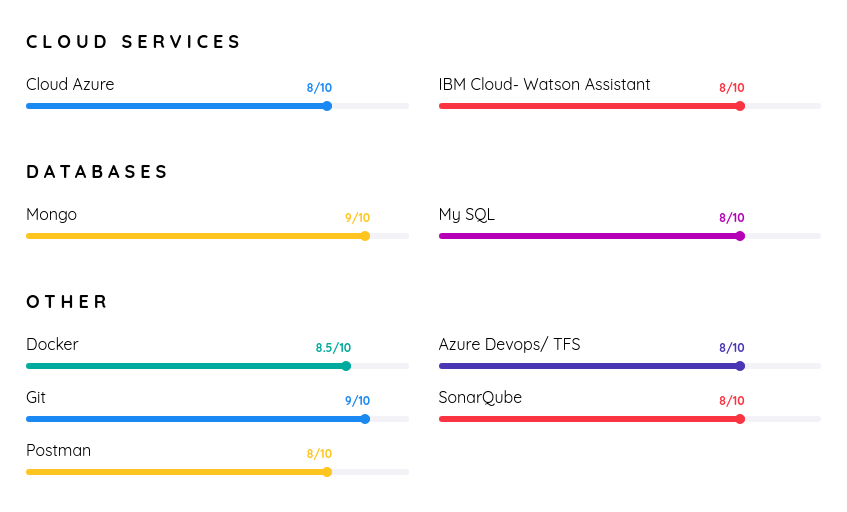 CLOUD SERVICES
Cloud Azure 8/10
IBM Cloud- Watson Assistant 8/10
DATABASES
Mongo 9/10
My SQL 8/10
OTHER
Docker 8.5/10
Azure Devops/ TFS 8/10
Git 9/10
SonarQube 8/10
Postman 8/10